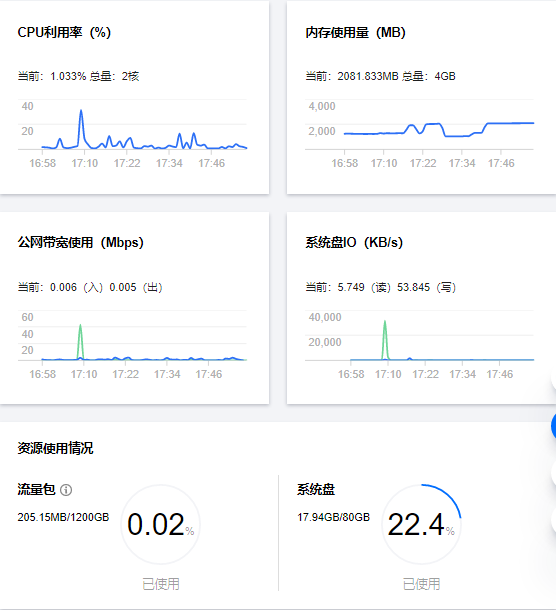 CPU利用率（%）
当前：1.033% 总量：2核
40
20
16:58 17:10 17:22 17:34 17:46
内存使用量（MB）
当前：2081.833MB 总量：4GB
4,000
2,000
16:58 17:10 17:22 17:34 17:46
公网带宽使用（Mbps）
当前：0.006（入）0.005（出）
60
40
20
16:58 17:10 17:22 17:34 17:46
系统盘IO（KB/s）
当前：5.749（读）53.845（写）
40,000
20,000
16:58 17:10 17:22 17:34 17:46
资源使用情况
流量包
205.15MB/1200GB
0.02%
已使用
系统盘
17.94GB/80GB
22.4%
已使用